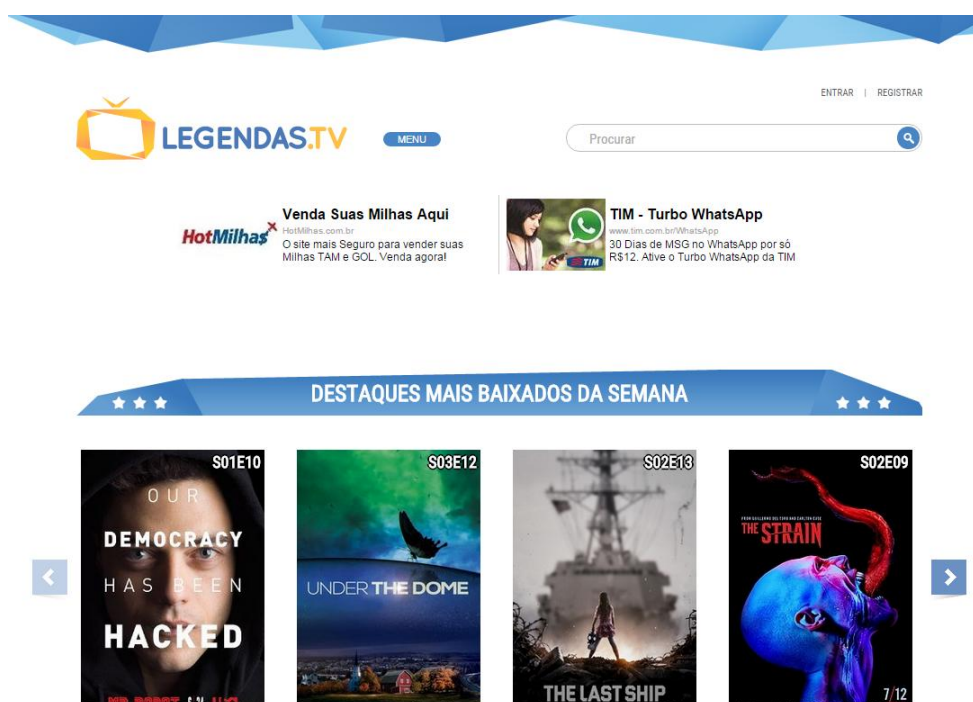 ENTRAR | REGISTRAR
LEGENDAS.TV
MENU
Procurar
Venda Suas Milhas Aqui
HotMilhas.com.br
HotMilha$
O site mais Seguro para vender suas
Milhas TAM e GOL. Venda agora!
TIM - Turbo WhatsApp
www.tim.com.br/WhatsApp
30 Dias de MSG no WhatsApp por só
R$12. Ative o Turbo WhatsApp da TIM
TIM
DESTAQUES MAIS BAIXADOS DA SEMANA
S01E10
OUR
DEMOCRACY
HAS BEEN
HACKED
MR. ROBOT
S03E12
UNDER THE DOME
S02E13
THE LAST SHIP
S02E09
THE STRAIN
7/12